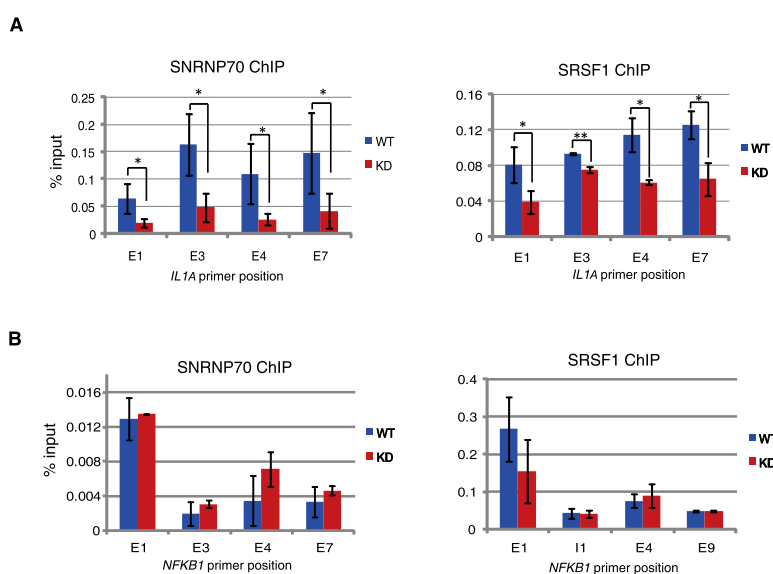 A
SNRNP70 ChIP
% input
0.25
0.2
0.15
0.1
0.05
0
*
*
*
*
WT
KD
E1 E3 E4 E7
IL1A primer position
SRSF1 ChIP
0.16
0.12
0.08
0.04
0
*
**
*
*
WT
KD
E1 E3 E4 E7
IL1A primer position
B
SNRNP70 ChIP
% input
0.016
0.012
0.008
0.004
0
WT
KD
E1 E3 E4 E7
NFKB1 primer position
SRSF1 ChIP
0.4
0.3
0.2
0.1
0
WT
KD
E1 I1 E4 E9
NFKB1 primer position